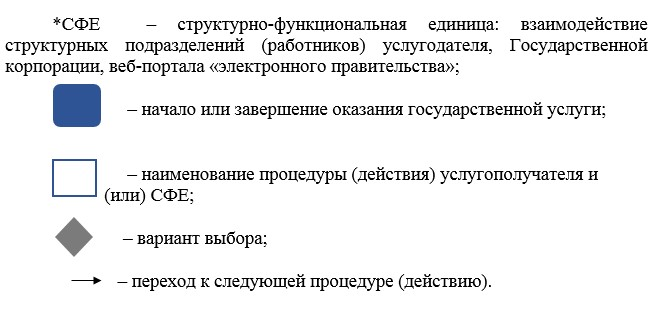 *СФЕ – структурно-функциональная единица: взаимодействие
структурных подразделений (работников) услугодателя, Государственной
корпорации, веб-портала «электронного правительства»;
– начало или завершение оказания государственной услуги;
– наименование процедуры (действия) услугополучателя и
(или) СФЕ;
– вариант выбора;
– переход к следующей процедуре (действию).